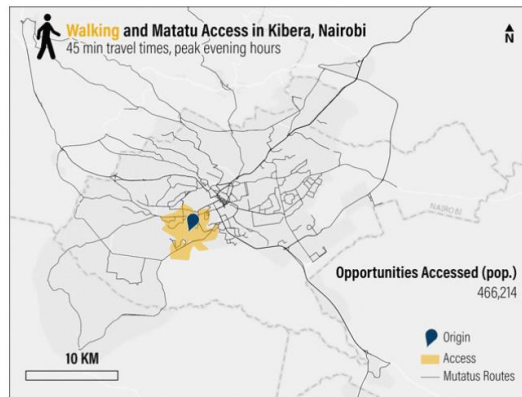 Walking and Matatu Access in Kibera, Nairobi
45 min travel times, peak evening hours
N
NAIROBI
Opportunities Accessed (pop.)
466,214
Origin
Access
Mutatus Routes
10 KM